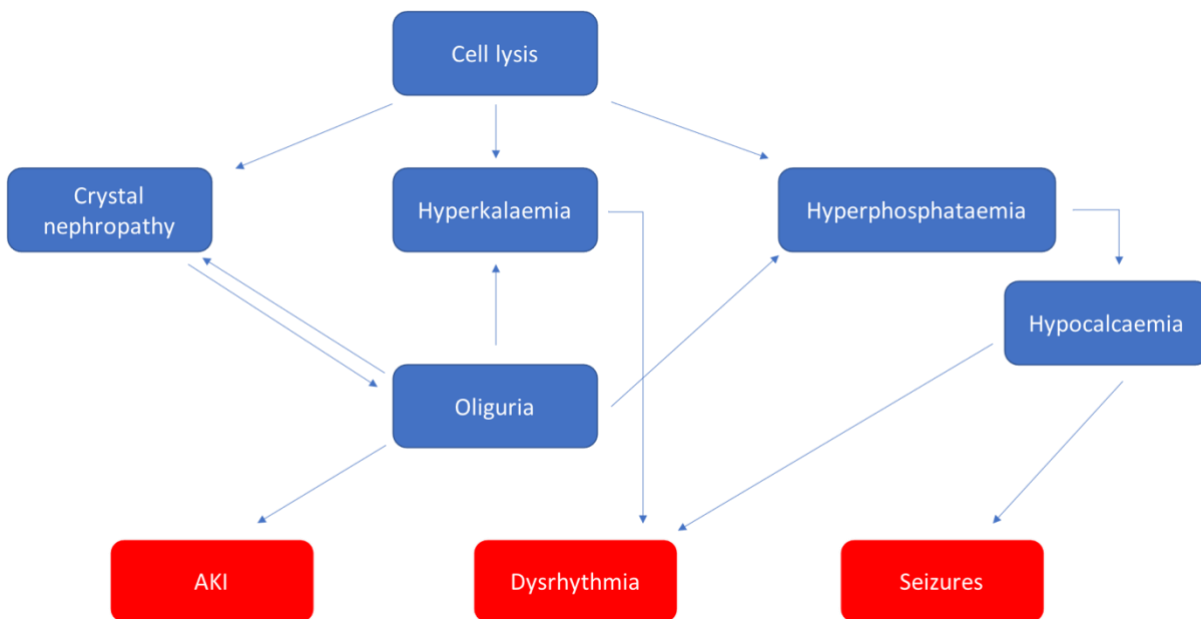 Cell lysis
Crystal
nephropathy
Hyperkalaemia
Hyperphosphataemia
Hypocalcaemia
Oliguria
AKI
Dysrhythmia
Seizures